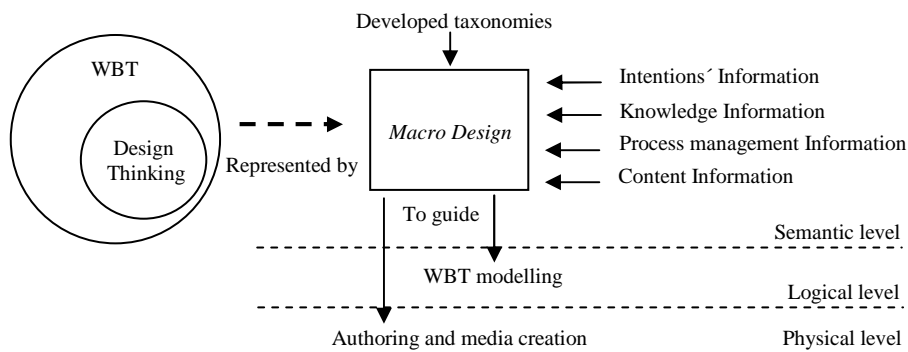 Developed taxonomies
WBT
Design
Thinking
Represented by
Macro Design
Intentions´ Information
Knowledge Information
Process management Information
Content Information
To guide
Semantic level
WBT modelling
Logical level
Authoring and media creation
Physical level